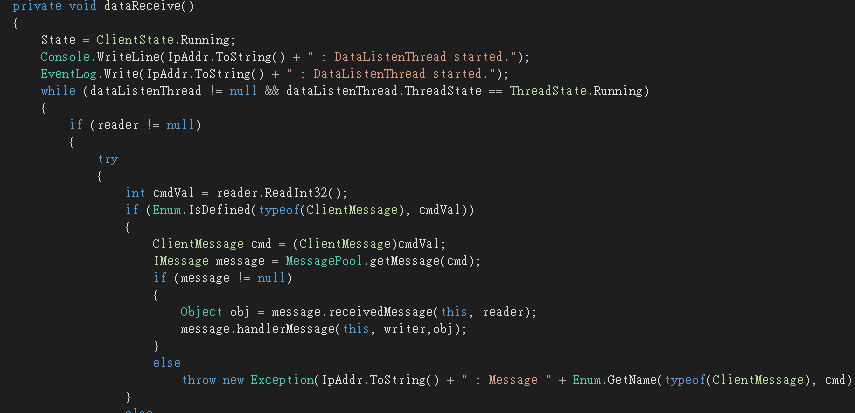 private void dataReceive()
{
State = ClientState.Running;
Console.WriteLine(IpAddr.ToString() + " : DataListenThread started.");
EventLog.Write(IpAddr.ToString() + " : DataListenThread started.");
while (dataListenThread != null && dataListenThread.ThreadState == ThreadState.Running)
{
if (reader != null)
{
try
{
int cmdVal = reader.ReadInt32();
if (Enum.IsDefined(typeof(ClientMessage), cmdVal))
{
ClientMessage cmd = (ClientMessage)cmdVal;
IMessage message = MessagePool.getMessage(cmd);
if (message != null)
{
Object obj = message.receivedMessage(this, reader);
message.handlerMessage(this, writer,obj);
}
else
throw new Exception(IpAddr.ToString() + " : Message " + Enum.GetName(typeof(ClientMessage), cmd)
}
else